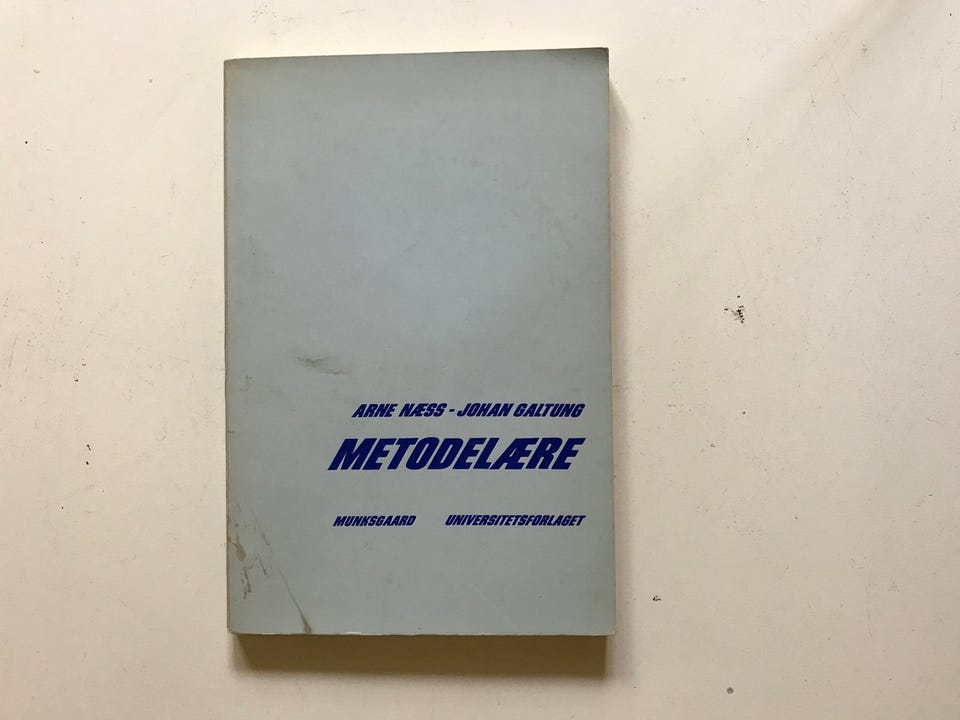 ARNE NÆSS - JOHAN GALTUNG
METODELÆRE
MUNKSGAARD UNIVERSITETSFORLAGET